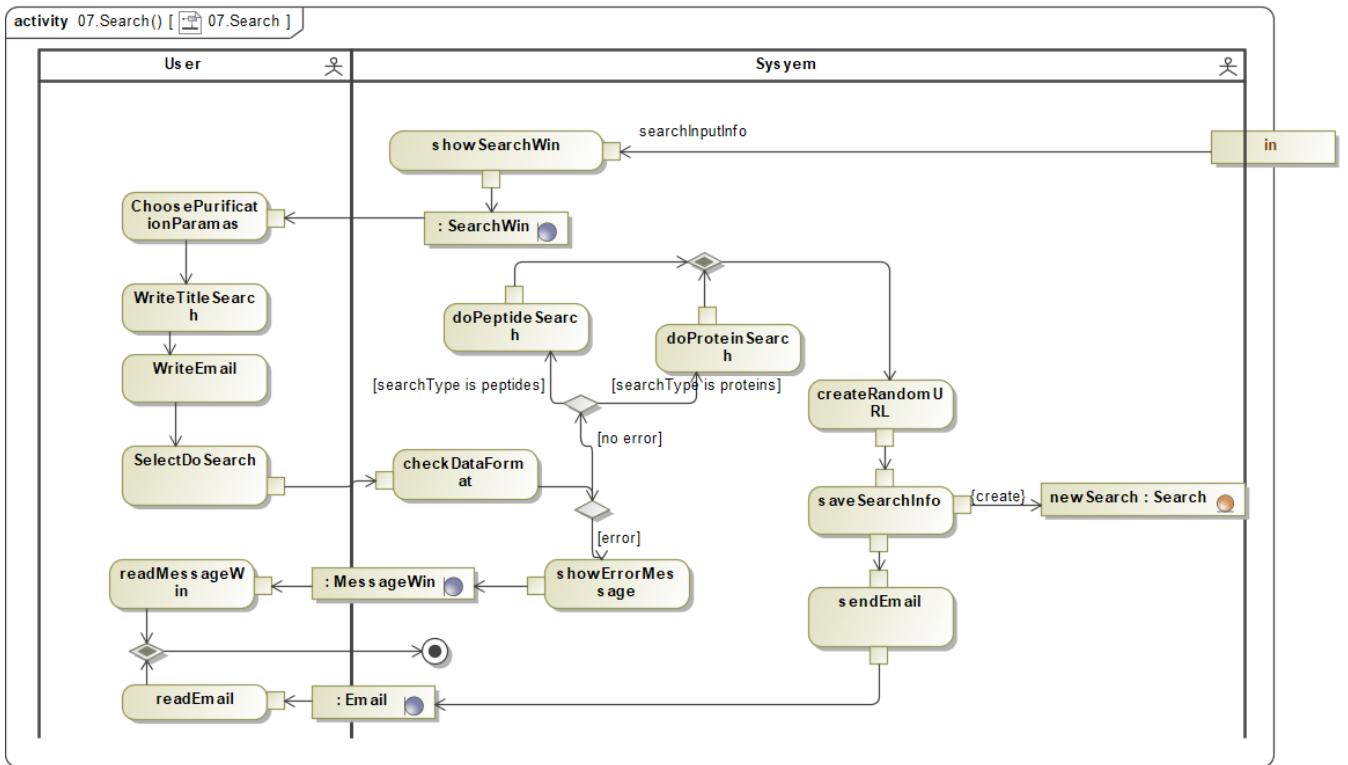 activity 07.Search() [ 07.Search ]
User
Sysyem
searchInputInfo
showSearchWin
in
ChoosePurificat
ionParamas
: SearchWin
WriteTitleSearc
h
doPeptideSearc
h
doProteinSearc
h
WriteEmail
[searchType is peptides]
[searchType is proteins]
createRandomU
RL
[no error]
SelectDoSearch
checkDataForm
at
saveSearchInfo
{create}
newSearch : Search
[error]
readMessageW
in
: MessageWin
showErrorMes
sage
sendEmail
readEmail
: Email